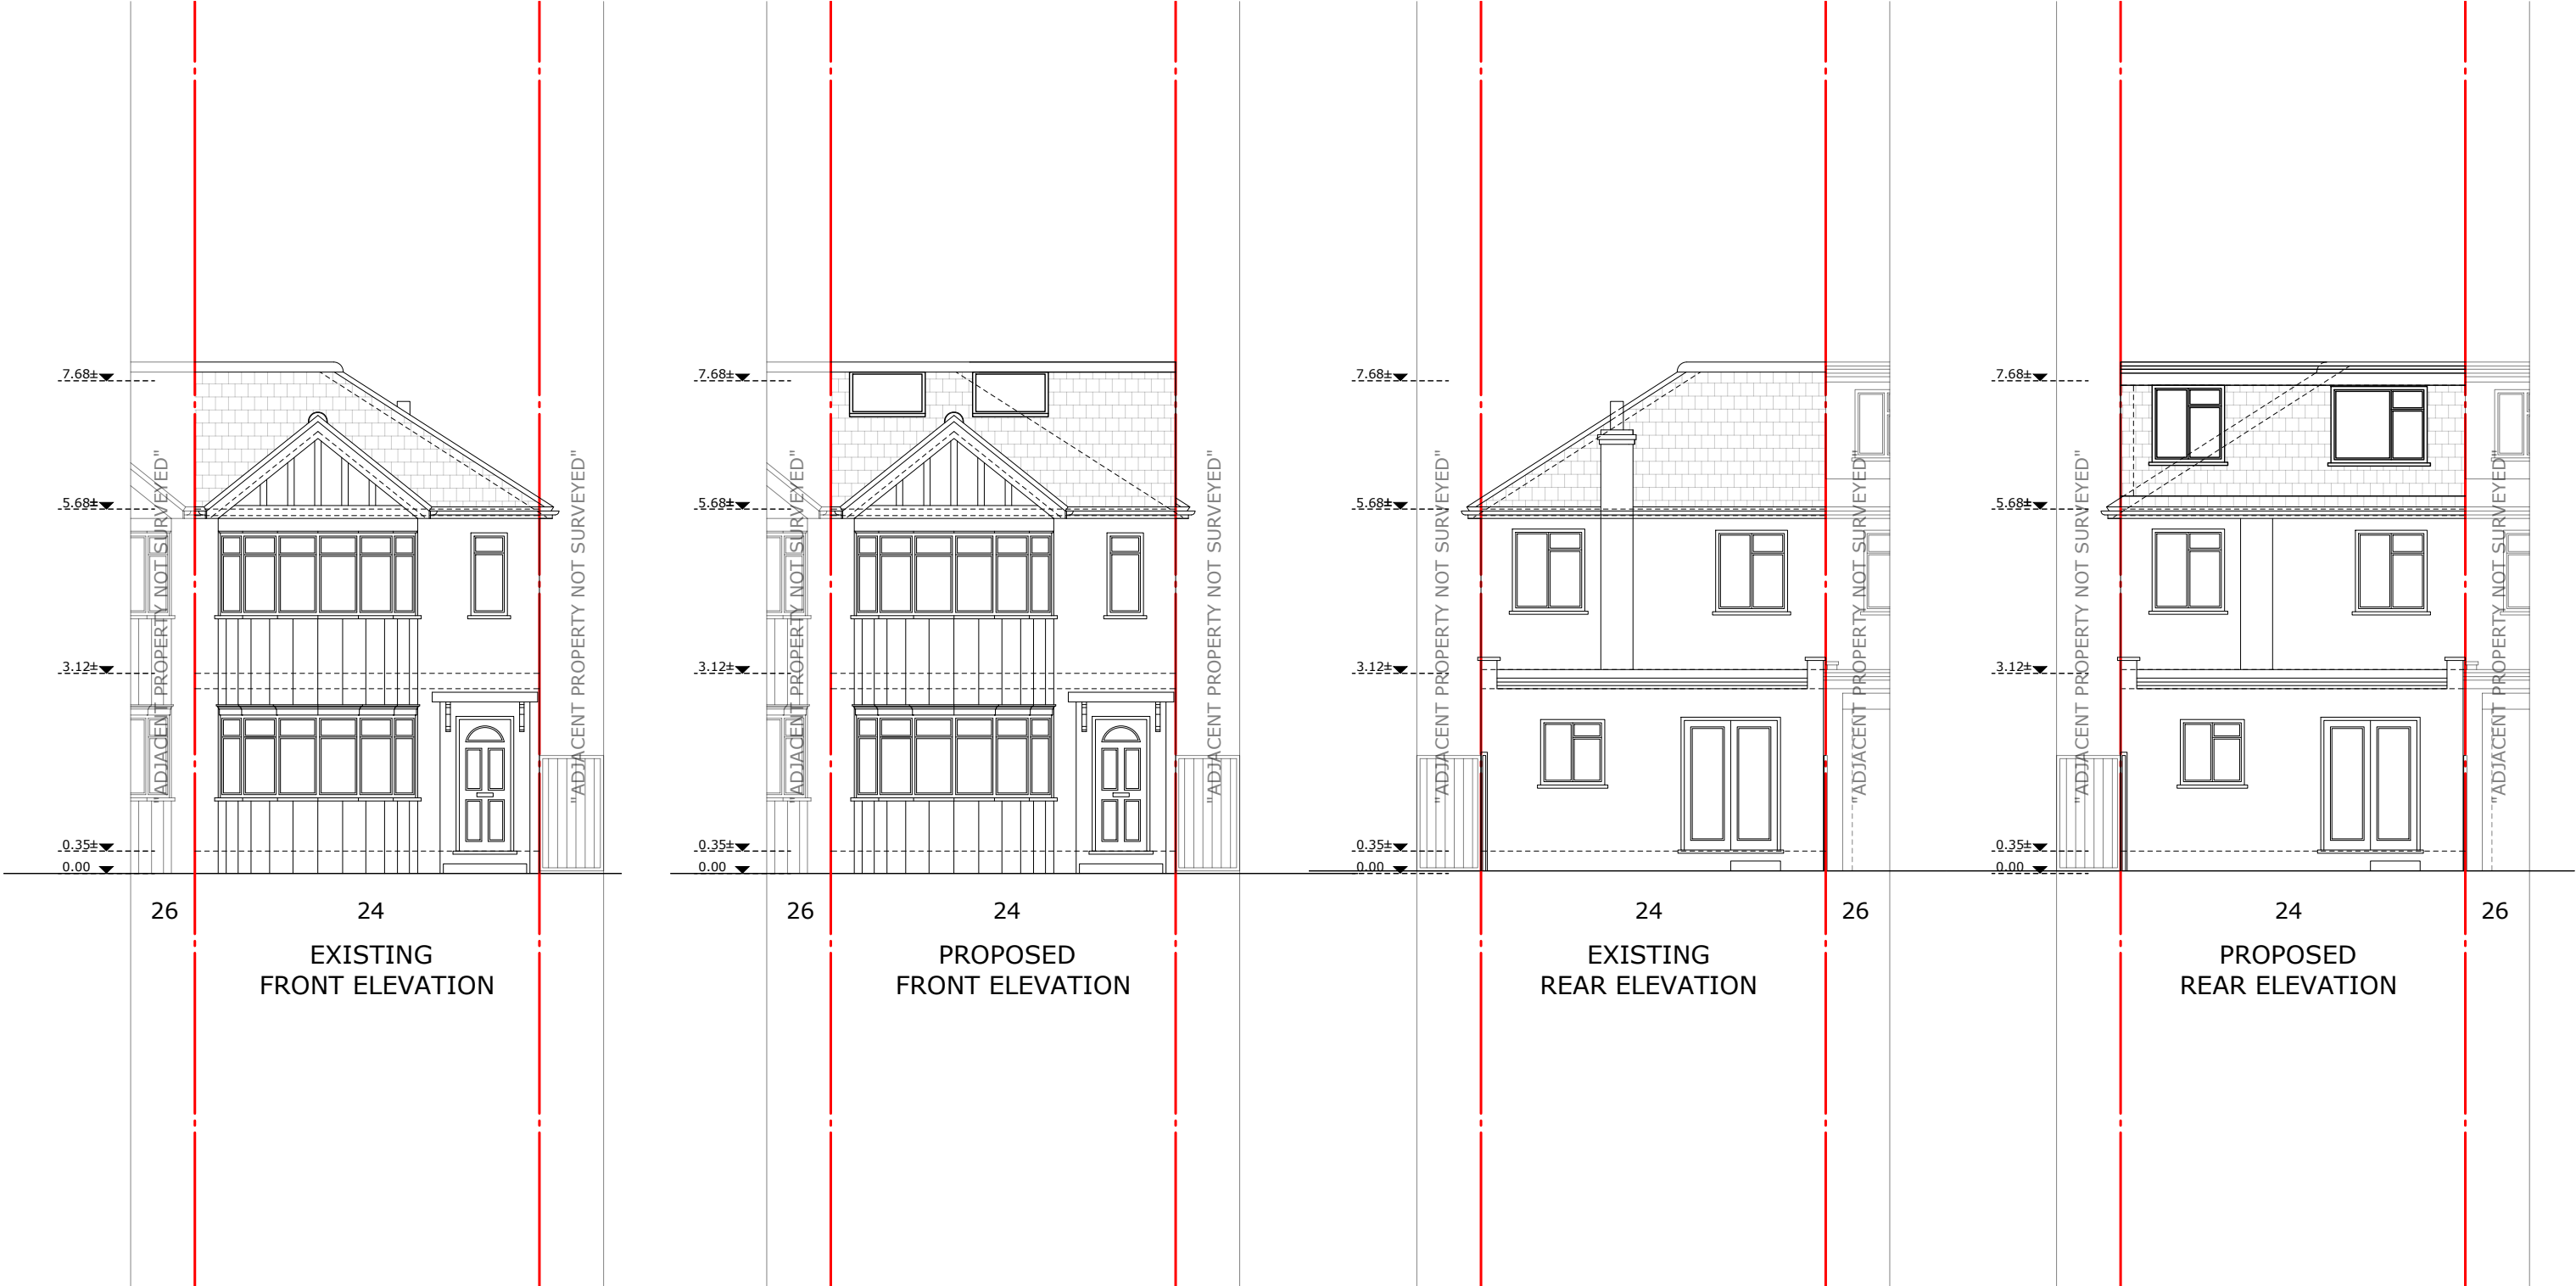 7.68±
5.68±
3.12±
0.35±
0.00
"ADJACENT PROPERTY NOT SURVEYED"
"ADJACENT PROPERTY NOT SURVEYED"
26
24
EXISTING
FRONT ELEVATION
7.68±
5.68±
3.12±
0.35±
0.00
"ADJACENT PROPERTY NOT SURVEYED"
"ADJACENT PROPERTY NOT SURVEYED"
26
24
PROPOSED
FRONT ELEVATION
7.68±
5.68±
3.12±
0.35±
0.00
"ADJACENT PROPERTY NOT SURVEYED"
"ADJACENT PROPERTY NOT SURVEYED"
24
26
EXISTING
REAR ELEVATION
7.68±
5.68±
3.12±
0.35±
0.00
"ADJACENT PROPERTY NOT SURVEYED"
"ADJACENT PROPERTY NOT SURVEYED"
24
26
PROPOSED
REAR ELEVATION